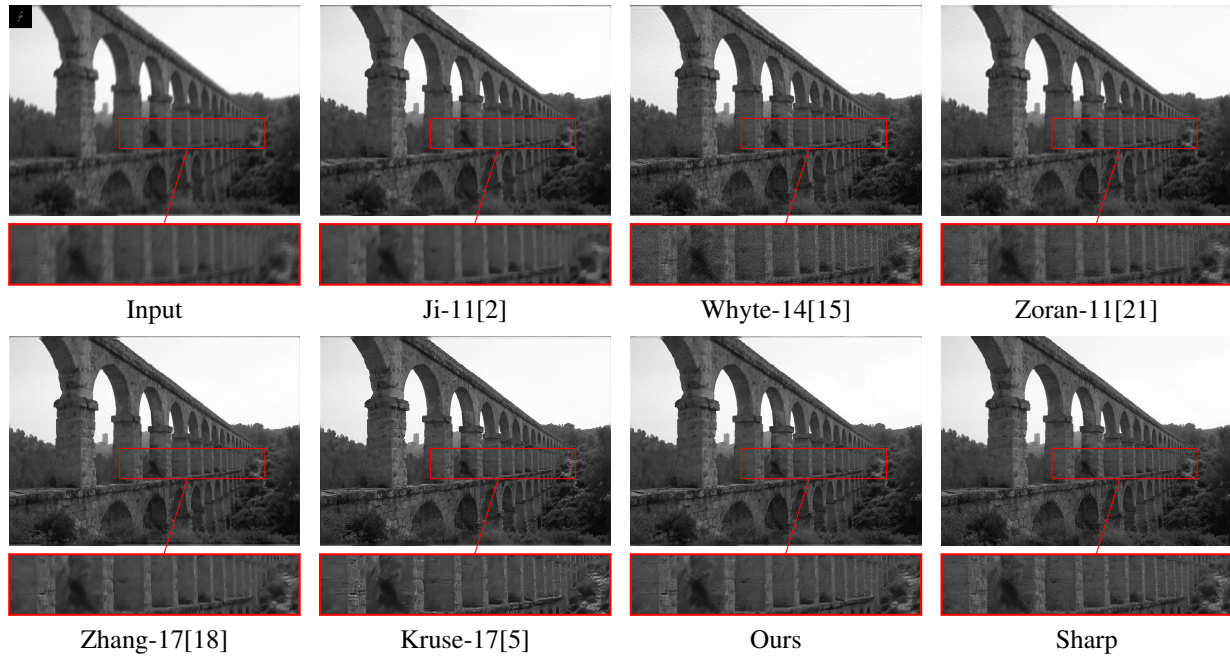 Input Ji-11[2] Whyte-14[15] Zoran-11[21]
Zhang-17[18] Kruse-17[5] Ours Sharp